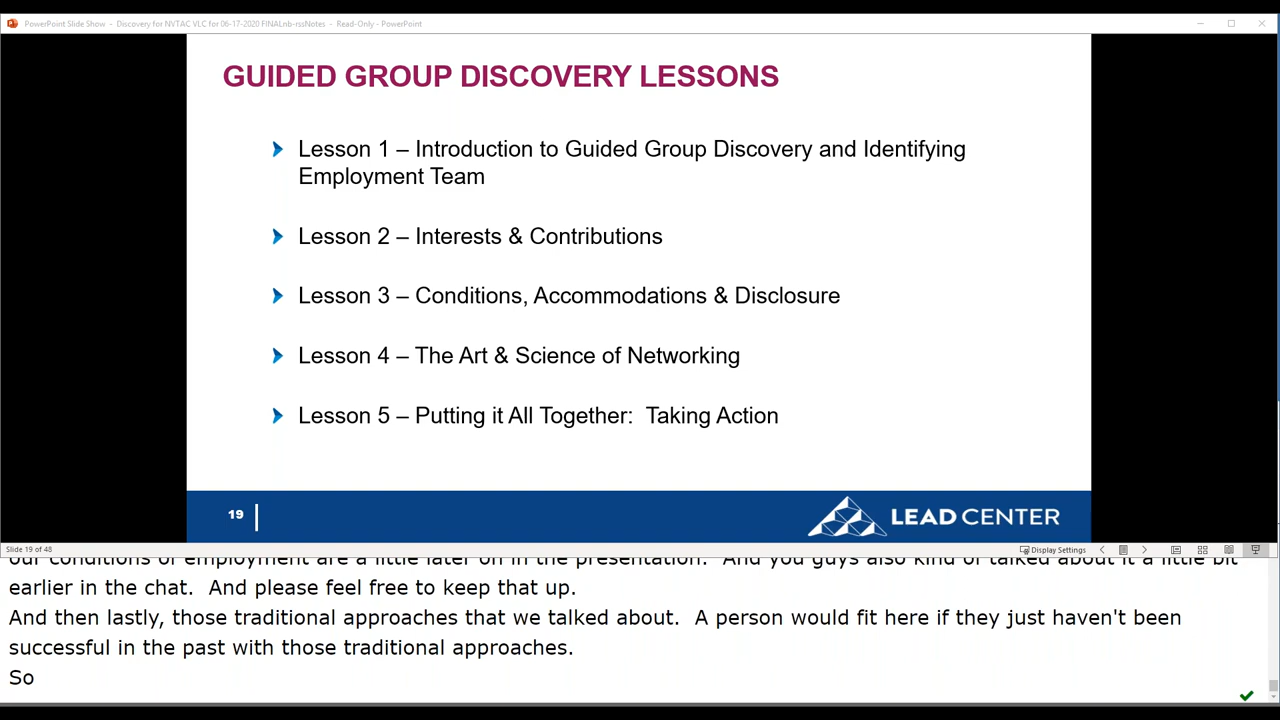 PowerPoint Slide Show - Discovery for NVTAC VLC for 06-17-2020 FINALnb-rssNotes - Read-Only - PowerPoint
GUIDED GROUP DISCOVERY LESSONS
Lesson 1 – Introduction to Guided Group Discovery and Identifying
Employment Team
Lesson 2 – Interests & Contributions
Lesson 3 – Conditions, Accommodations & Disclosure
Lesson 4 – The Art & Science of Networking
Lesson 5 – Putting it All Together:  Taking Action
19
LEAD CENTER
Slide 19 of 48
Display Settings
our conditions of employment are a little later on in the presentation.  And you guys also kind of talked about it a little bit
earlier in the chat.  And please feel free to keep that up.
And then lastly, those traditional approaches that we talked about.  A person would fit here if they just haven't been
successful in the past with those traditional approaches.
So